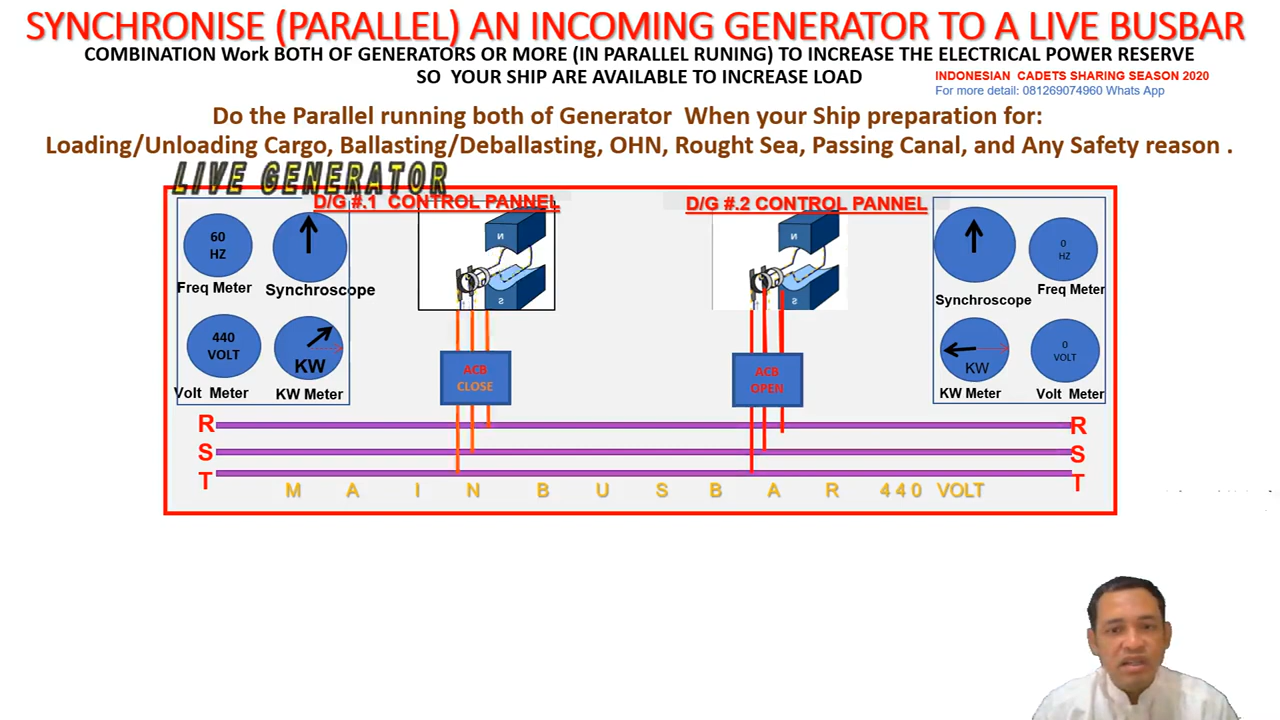 SYNCHRONISE (PARALLEL) AN INCOMING GENERATOR TO A LIVE BUSBAR
COMBINATION Work BOTH OF GENERATORS OR MORE (IN PARALLEL RUNING) TO INCREASE THE ELECTRICAL POWER RESERVE
SO YOUR SHIP ARE AVAILABLE TO INCREASE LOAD
INDONESIAN CADETS SHARING SEASON 2020
For more detail: 081269074960 Whats App
Do the Parallel running both of Generator When your Ship preparation for:
Loading/Unloading Cargo, Ballasting/Deballasting, OHN, Rought Sea, Passing Canal, and Any Safety reason .
LIVE GENERATOR
D/G #.1 CONTROL PANNEL
D/G #.2 CONTROL PANNEL
60
HZ
Freq Meter
Synchroscope
440
VOLT
Volt Meter
KW
KW Meter
N
S
ACB
CLOSE
N
S
ACB
OPEN
Synchroscope
0
HZ
Freq Meter
KW
KW Meter
0
VOLT
Volt Meter
R
S
T
R
S
T
M A I N B U S B A R 4 4 0 VOLT